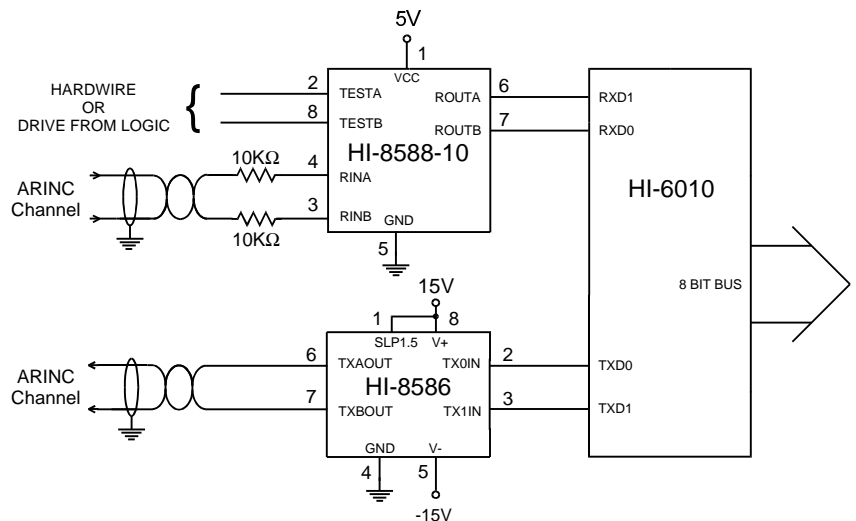 5V
1
VCC
HARDWIRE
OR
DRIVE FROM LOGIC
2
TESTA
8
TESTB
ROUTA
6
RXD1
ROUTB
7
RXD0
HI-8588-10
HI-6010
10KΩ
4
RINA
ARINC
Channel
3
RINB
10KΩ
GND
5
8 BIT BUS
15V
1
8
SLP1.5
V+
6
TXAOUT
TX0IN
2
TXD0
HI-8586
ARINC
Channel
7
TXBOUT
TX1IN
3
TXD1
GND
V-
4
5
-15V